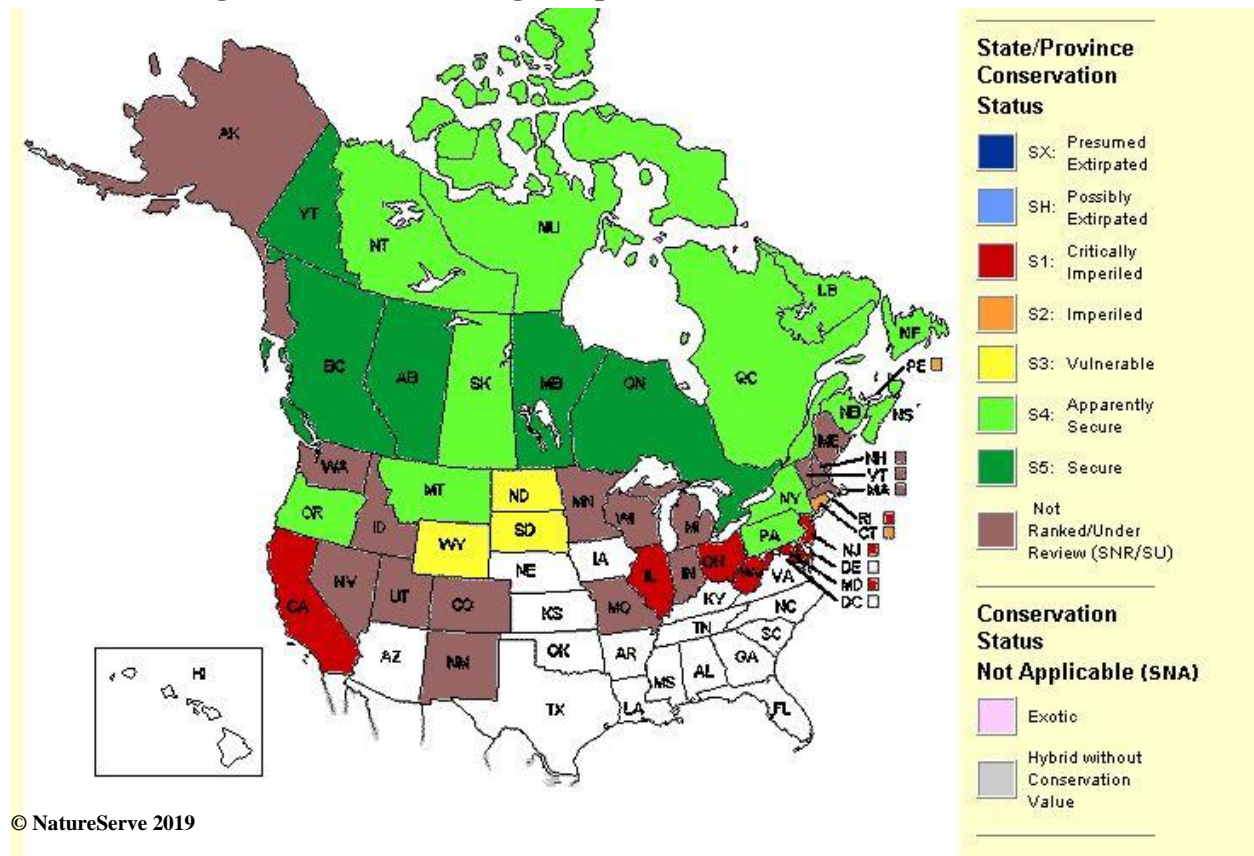 AK
YT
NT
NU
LB
NF
BC
AB
SK
MB
ON
QC
PE
NB
NS
ME
NH
VT
MA
WA
MT
ND
MN
OR
ID
SD
WI
MI
NY
RI
CT
WY
PA
NJ
IA
DE
NE
IL
IN
OH
MD
NV
UT
CO
WV
VA
DC
CA
KS
MO
KY
NC
TN
AZ
NM
OK
AR
SC
MS
AL
GA
HI
TX
LA
FL
© NatureServe 2019
State/Province
Conservation
Status
SX: Presumed
Extirpated
SH: Possibly
Extirpated
S1: Critically
Imperiled
S2: Imperiled
S3: Vulnerable
S4: Apparently
Secure
S5: Secure
Not
Ranked/Under
Review (SNR/SU)
Conservation
Status
Not Applicable (SNA)
Exotic
Hybrid without
Conservation
Value